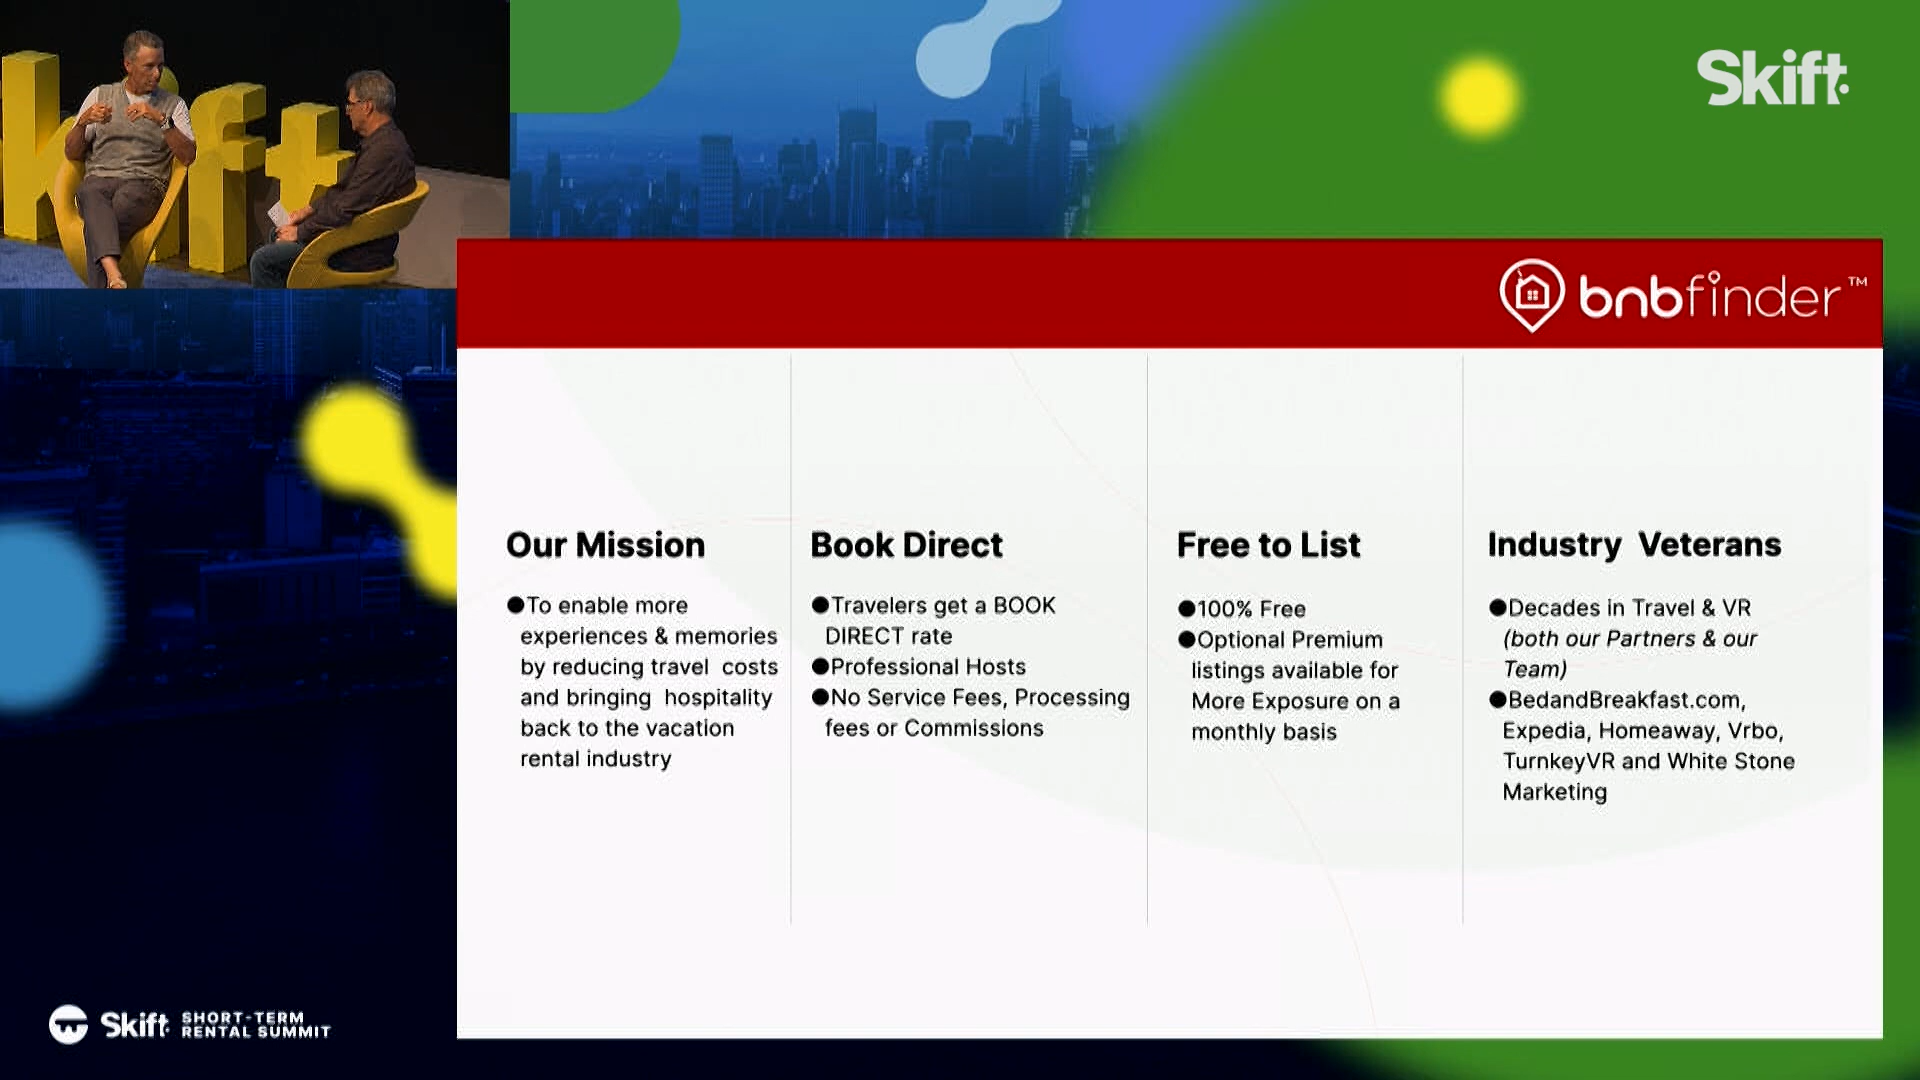 kift
Skift
bnbfinder™
Our Mission
●To enable more
experiences & memories
by reducing travel costs
and bringing hospitality
back to the vacation
rental industry
Book Direct
●Travelers get a BOOK
DIRECT rate
●Professional Hosts
●No Service Fees, Processing
fees or Commissions
Free to List
●100% Free
●Optional Premium
listings available for
More Exposure on a
monthly basis
Industry Veterans
●Decades in Travel & VR
(both our Partners & our
Team)
●BedandBreakfast.com,
Expedia, Homeaway, Vrbo,
TurnkeyVR and White Stone
Marketing
Skift
SHORT-TERM
RENTAL SUMMIT